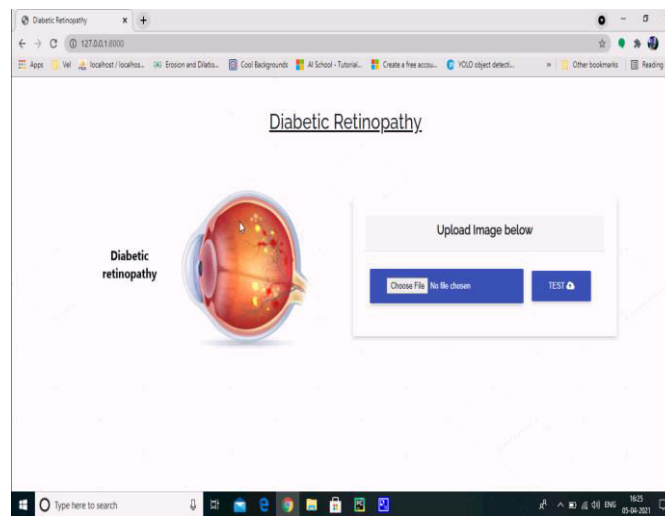 Diabetic Retinopathy
127.0.0.1:8000
Apps Vel localhost / localhos... Erosion and Dilatio... Cool Backgrounds AI School - Tutorial... Create a free accou... YOLO object detecti... » Other bookmarks Reading
Diabetic Retinopathy
Upload Image below
Diabetic
retinopathy
Choose File No file chosen
TEST
Type here to search
ENG
16:25
05-04-2021